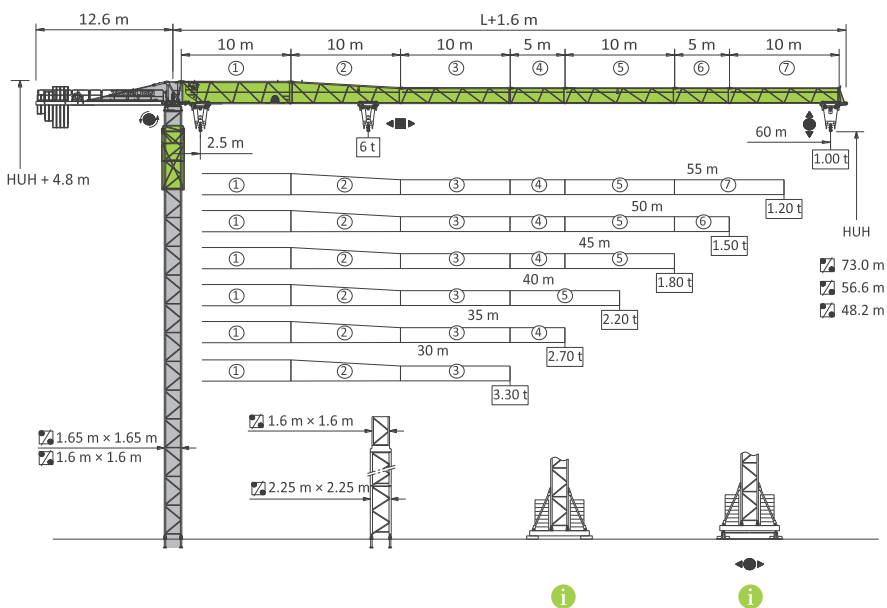 12.6 m
L+1.6 m
10 m 10 m 10 m 5 m 10 m 5 m 10 m
① ② ③ ④ ⑤ ⑥ ⑦
2.5 m
6 t
60 m
1.00 t
HUH + 4.8 m
HUH
55 m
① ② ③ ④ ⑤ ⑦
1.20 t
50 m
① ② ③ ④ ⑤ ⑥
1.50 t
45 m
① ② ③ ④ ⑤
1.80 t
40 m
① ② ③ ⑤
2.20 t
35 m
① ② ③ ④
2.70 t
30 m
① ② ③
3.30 t
73.0 m
56.6 m
48.2 m
1.65 m × 1.65 m
1.6 m × 1.6 m
1.6 m × 1.6 m
2.25 m × 2.25 m
i i